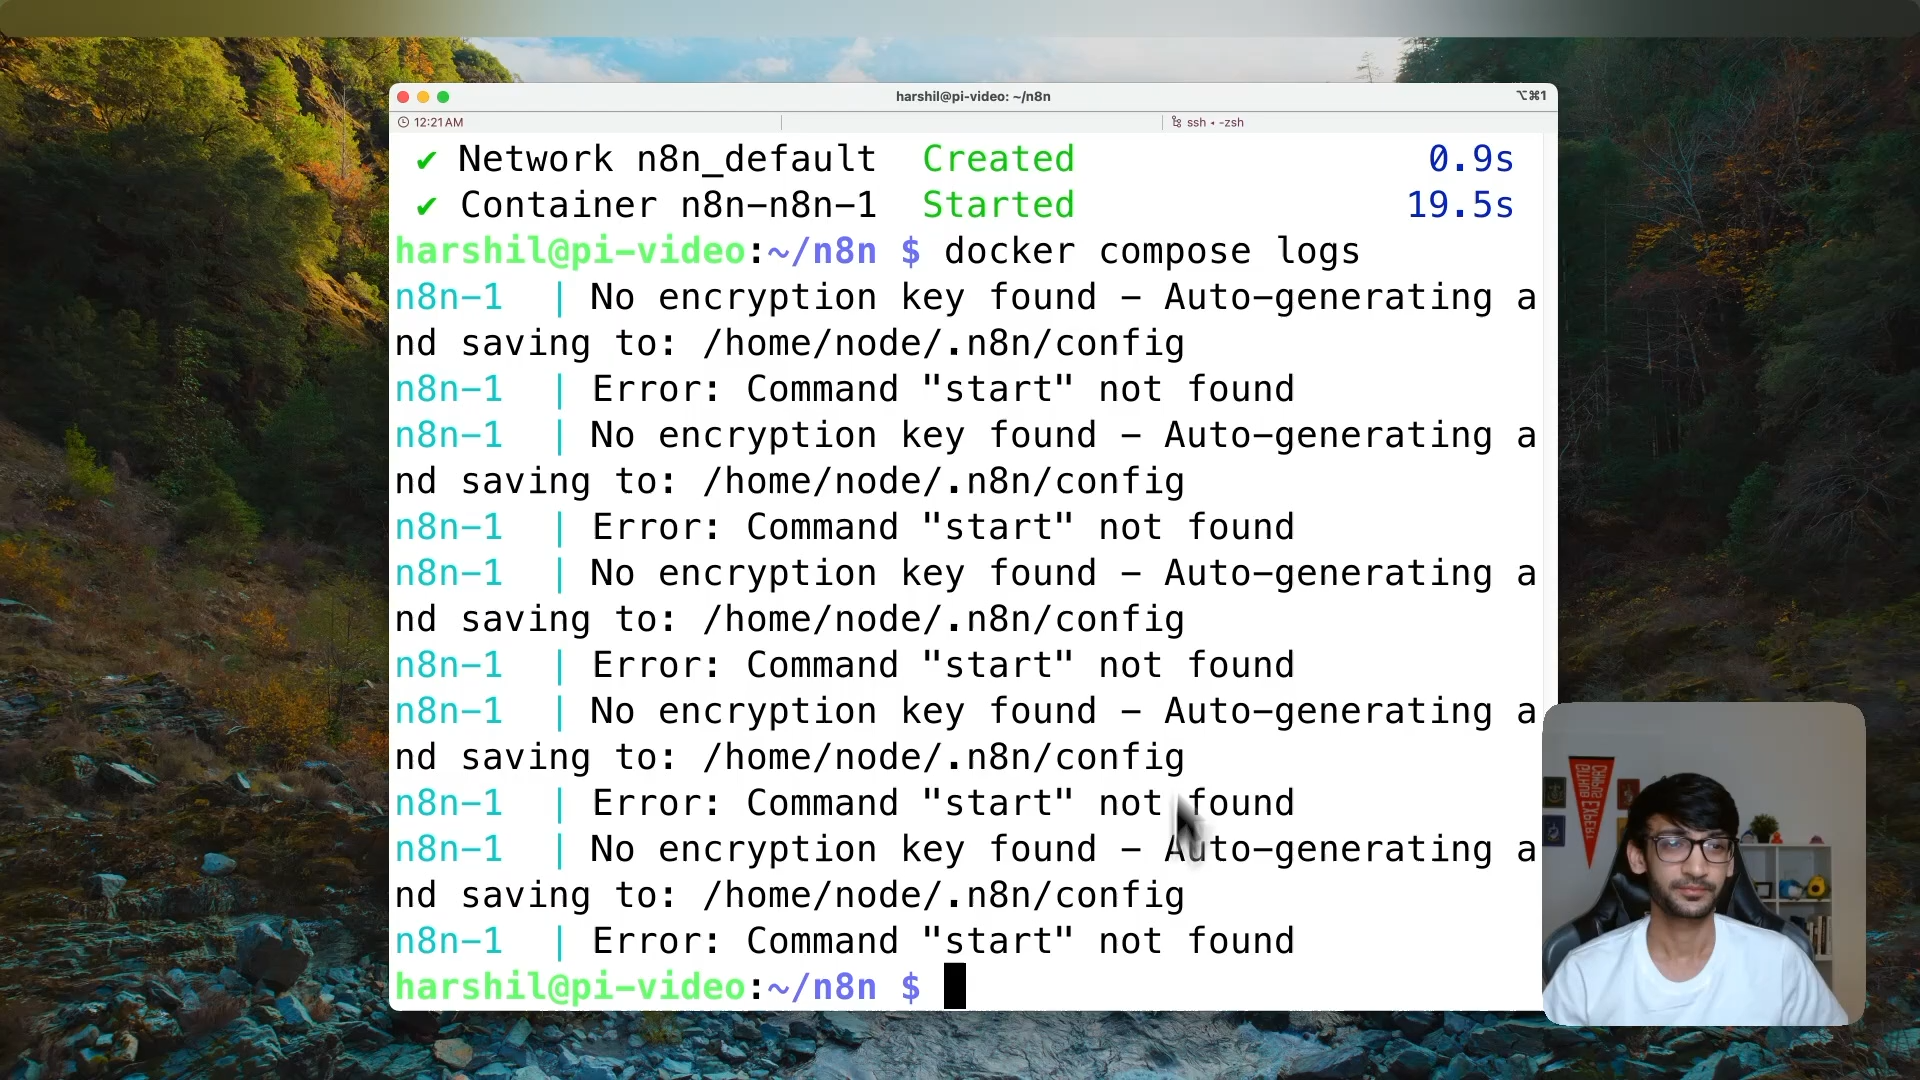 harshil@pi-video: ~/n8n
⌥⌘1
12:21AM
ssh • -zsh
✔ Network n8n_default Created 0.9s
✔ Container n8n-n8n-1 Started 19.5s
harshil@pi-video:~/n8n $ docker compose logs
n8n-1 | No encryption key found - Auto-generating a
nd saving to: /home/node/.n8n/config
n8n-1 | Error: Command "start" not found
n8n-1 | No encryption key found - Auto-generating a
nd saving to: /home/node/.n8n/config
n8n-1 | Error: Command "start" not found
n8n-1 | No encryption key found - Auto-generating a
nd saving to: /home/node/.n8n/config
n8n-1 | Error: Command "start" not found
n8n-1 | No encryption key found - Auto-generating a
nd saving to: /home/node/.n8n/config
n8n-1 | Error: Command "start" not found
n8n-1 | No encryption key found - Auto-generating a
nd saving to: /home/node/.n8n/config
n8n-1 | Error: Command "start" not found
harshil@pi-video:~/n8n $